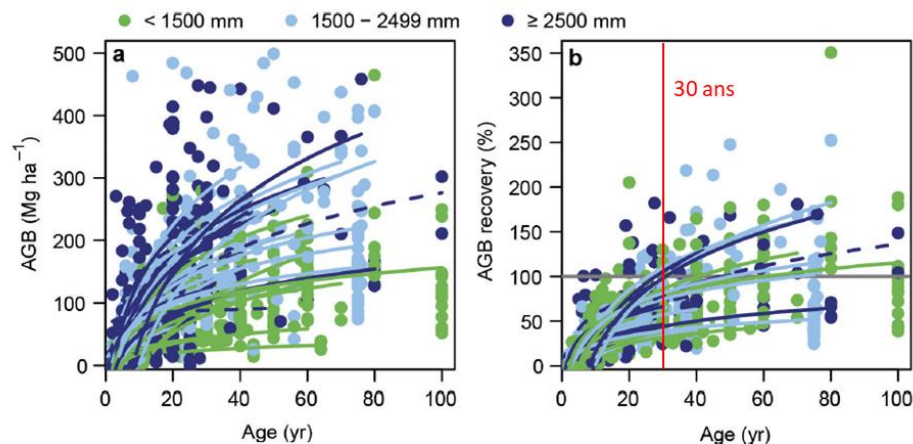 < 1500 mm 1500 – 2499 mm ≥ 2500 mm
a
500
400
300
200
100
0
AGB (Mg ha⁻¹)
0 20 40 60 80 100
Age (yr)
b
30 ans
350
300
250
200
150
100
50
0
AGB recovery (%)
0 20 40 60 80 100
Age (yr)